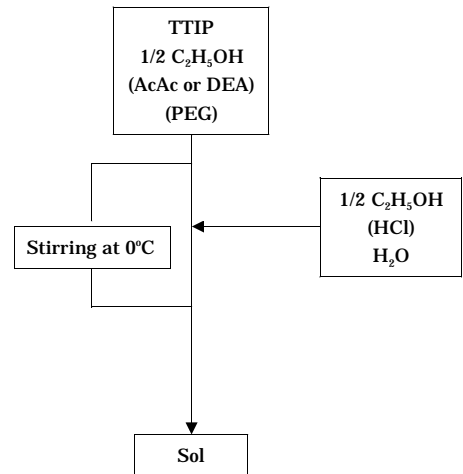 TTIP
1/2 C₂H₅OH
(AcAc or DEA)
(PEG)
1/2 C₂H₅OH
(HCl)
H₂O
Stirring at 0ºC
Sol